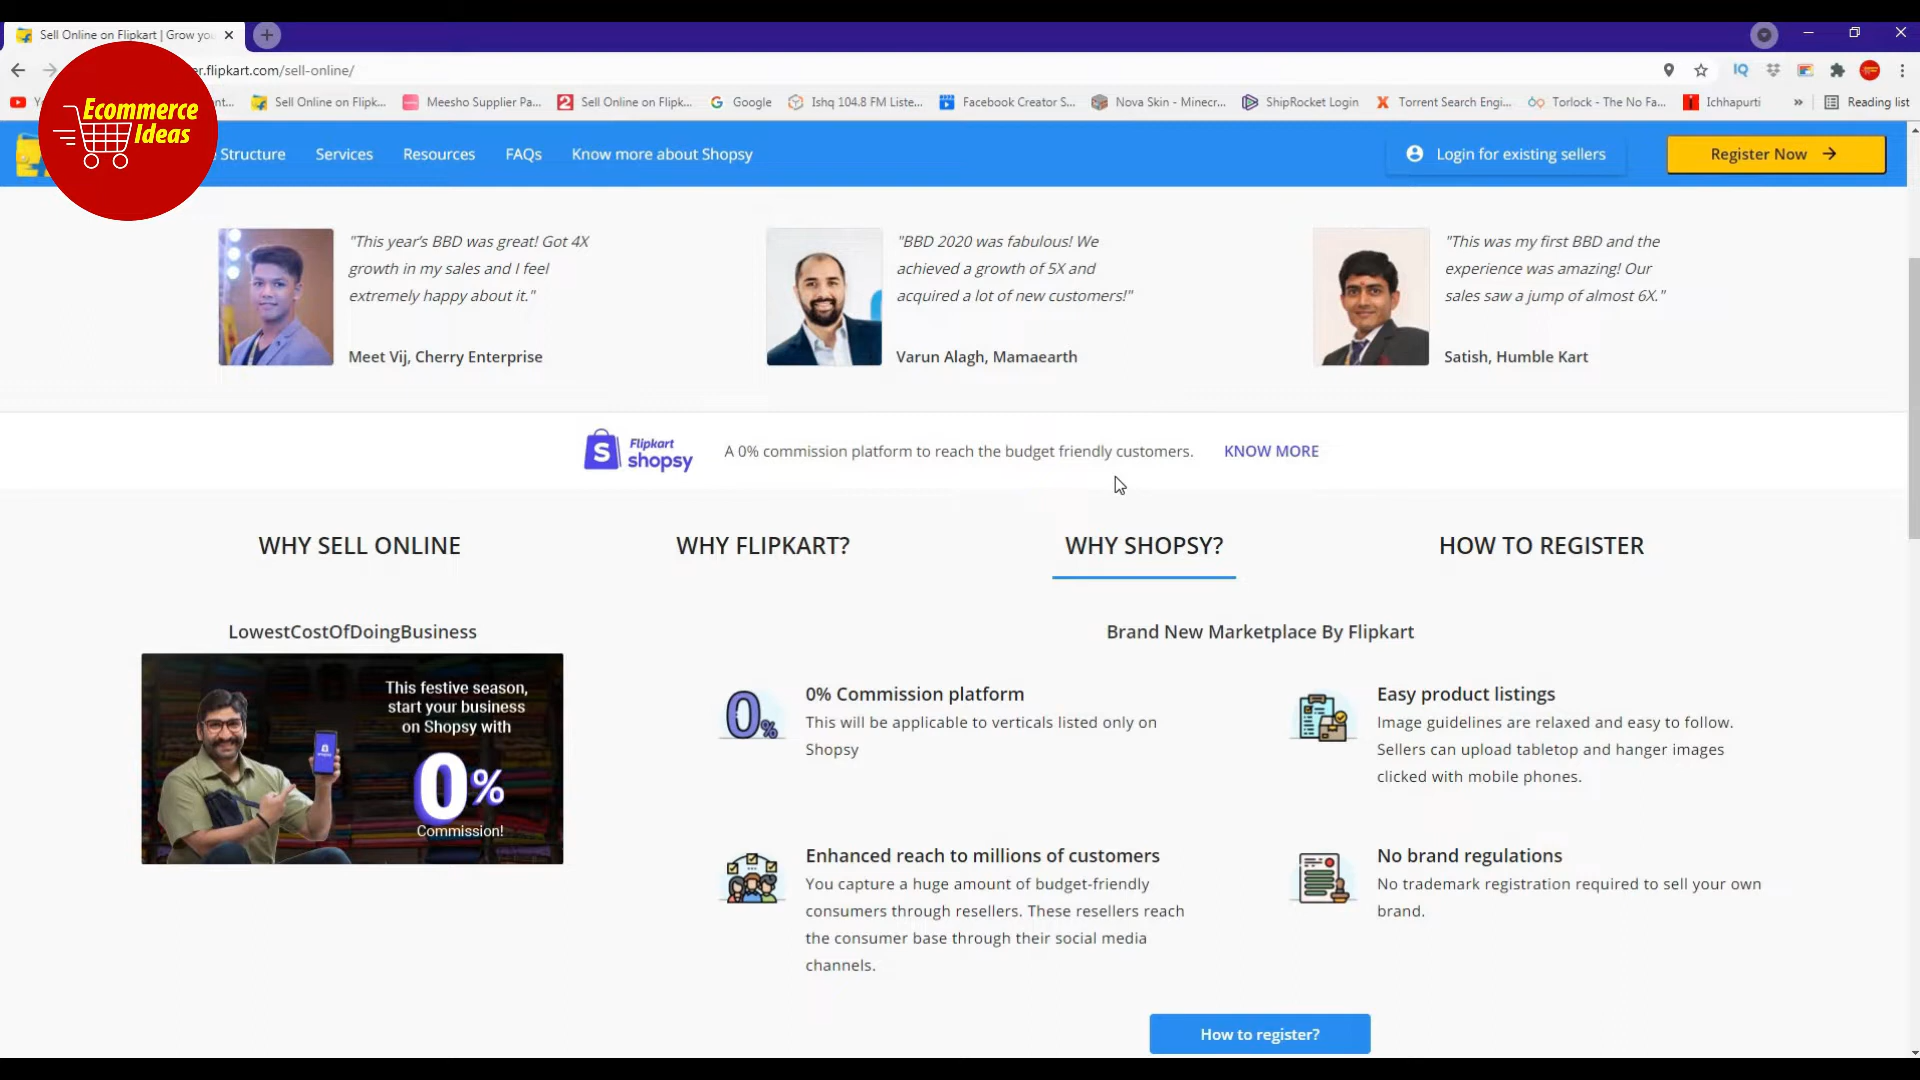 Sell Online on Flipkart | Grow you
er.flipkart.com/sell-online/
Ecommerce
Ideas
Sell Online on Flipk...
Meesho Supplier Pa...
Sell Online on Flipk...
Google
Ishq 104.8 FM Liste...
Facebook Creator S...
Nova Skin - Minecr...
ShipRocket Login
Torrent Search Engi...
Torlock - The No Fa...
Ichhapurti
»
Reading list
Structure
Services
Resources
FAQs
Know more about Shopsy
Login for existing sellers
Register Now
"This year's BBD was great! Got 4X
growth in my sales and I feel
extremely happy about it."
Meet Vij, Cherry Enterprise
"BBD 2020 was fabulous! We
achieved a growth of 5X and
acquired a lot of new customers!"
Varun Alagh, Mamaearth
"This was my first BBD and the
experience was amazing! Our
sales saw a jump of almost 6X."
Satish, Humble Kart
Flipkart
shopsy
A 0% commission platform to reach the budget friendly customers.
KNOW MORE
WHY SELL ONLINE
WHY FLIPKART?
WHY SHOPSY?
HOW TO REGISTER
LowestCostOfDoingBusiness
This festive season,
start your business
on Shopsy with
0%
Commission!
Brand New Marketplace By Flipkart
0%
0% Commission platform
This will be applicable to verticals listed only on
Shopsy
Easy product listings
Image guidelines are relaxed and easy to follow.
Sellers can upload tabletop and hanger images
clicked with mobile phones.
Enhanced reach to millions of customers
You capture a huge amount of budget-friendly
consumers through resellers. These resellers reach
the consumer base through their social media
channels.
No brand regulations
No trademark registration required to sell your own
brand.
How to register?